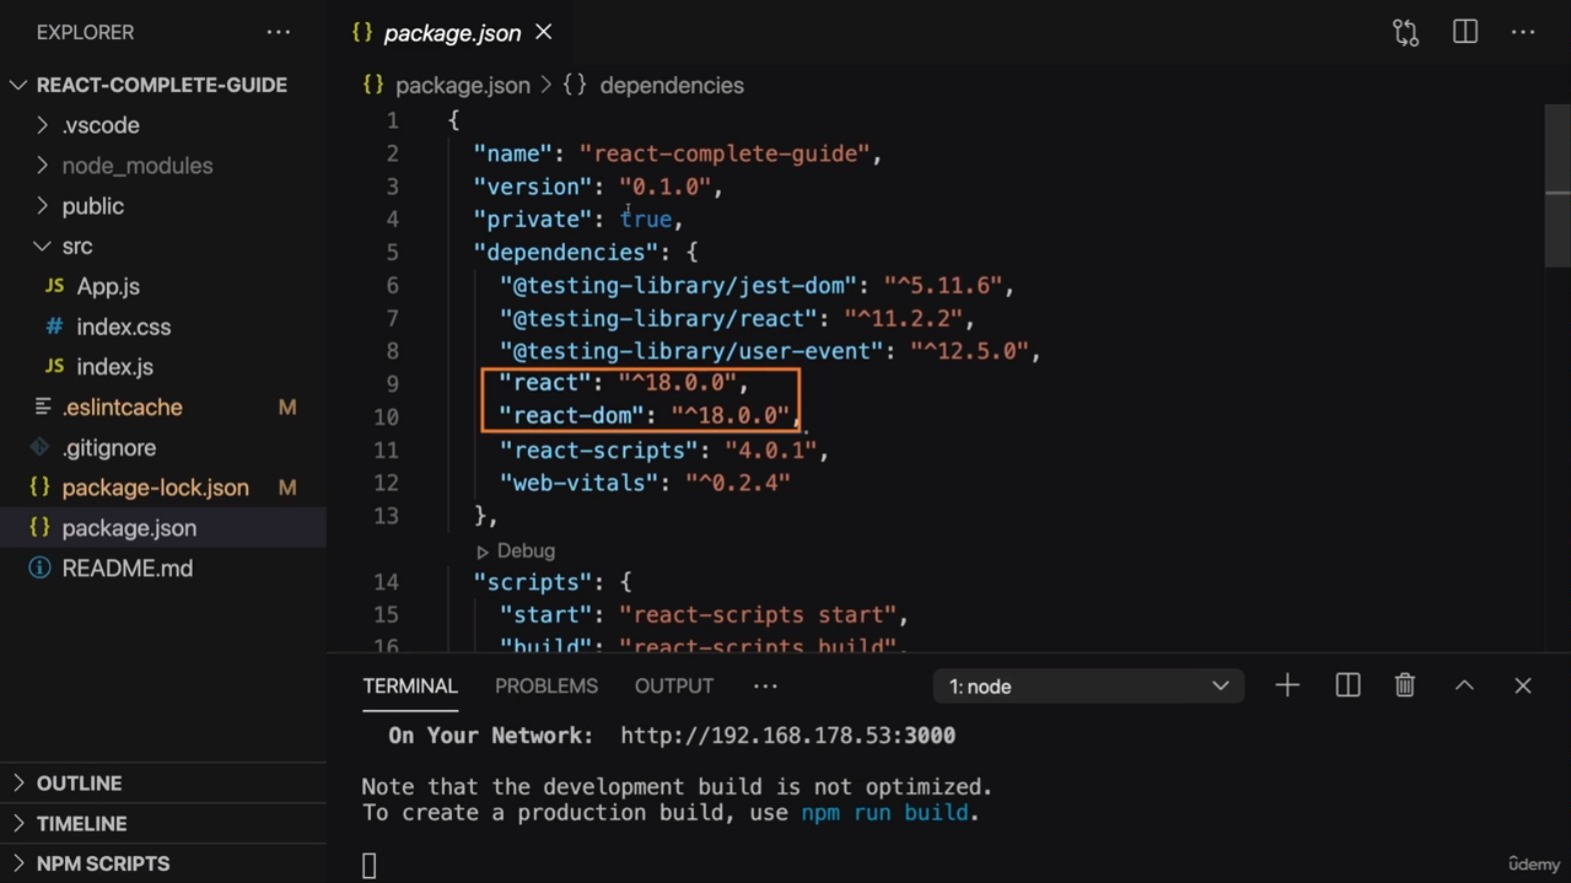 EXPLORER
REACT-COMPLETE-GUIDE
.vscode
node_modules
public
src
JS App.js
# index.css
JS index.js
.eslintcache M
.gitignore
{} package-lock.json M
{} package.json
README.md
OUTLINE
TIMELINE
NPM SCRIPTS
{} package.json
{} package.json > {} dependencies
1 {
2 "name": "react-complete-guide",
3 "version": "0.1.0",
4 "private": true,
5 "dependencies": {
6 "@testing-library/jest-dom": "^5.11.6",
7 "@testing-library/react": "^11.2.2",
8 "@testing-library/user-event": "^12.5.0",
9 "react": "^18.0.0",
10 "react-dom": "^18.0.0",
11 "react-scripts": "4.0.1",
12 "web-vitals": "^0.2.4"
13 },
Debug
14 "scripts": {
15 "start": "react-scripts start",
16 "build": "react-scripts build",
TERMINAL PROBLEMS OUTPUT 1: node
On Your Network: http://192.168.178.53:3000
Note that the development build is not optimized.
To create a production build, use npm run build.
ûdemy